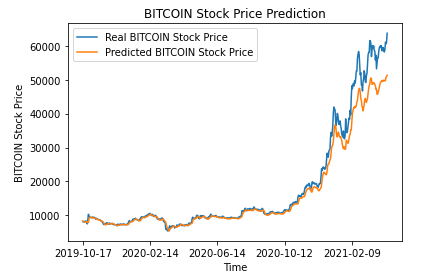 BITCOIN Stock Price Prediction
Real BITCOIN Stock Price
Predicted BITCOIN Stock Price
BITCOIN Stock Price
60000
50000
40000
30000
20000
10000
2019-10-17 2020-02-14 2020-06-14 2020-10-12 2021-02-09
Time